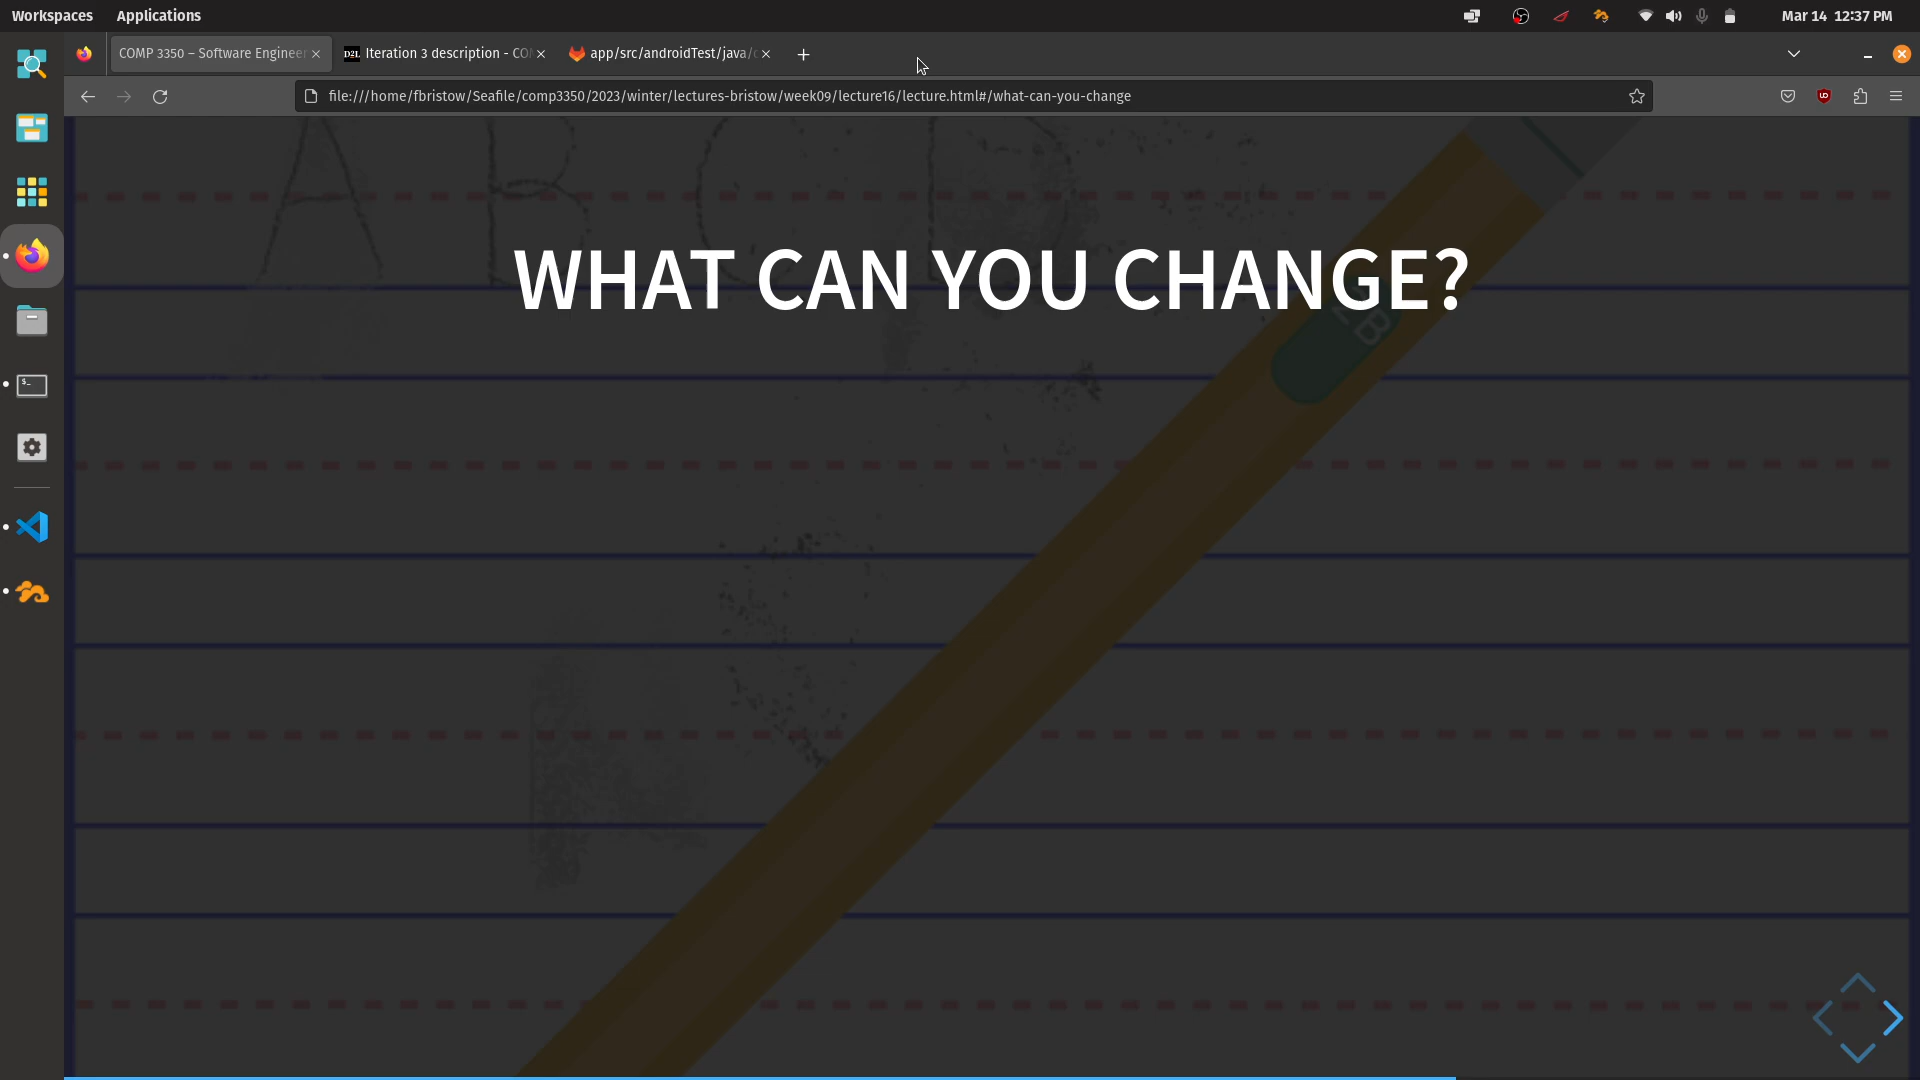 Workspaces Applications Mar 14 12:37 PM
COMP 3350 – Software Engineer Iteration 3 description - CO app/src/androidTest/java/
file:///home/fbristow/Seafile/comp3350/2023/winter/lectures-bristow/week09/lecture16/lecture.html#/what-can-you-change
A B C D
WHAT CAN YOU CHANGE?
B